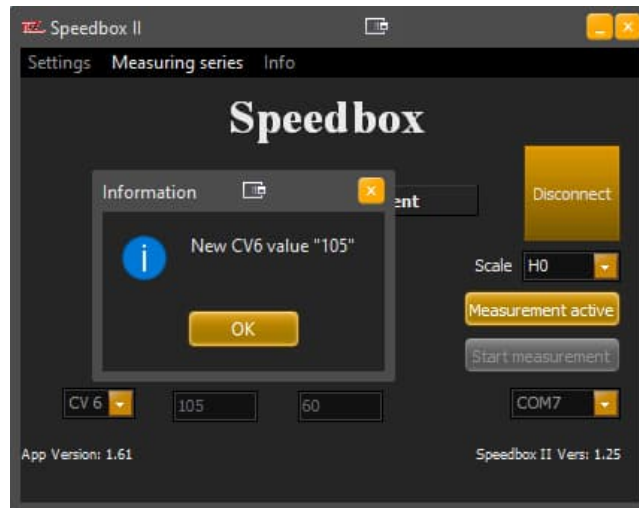 Speedbox II
Settings Measuring series Info
Speedbox
Information
ent
Disconnect
New CV6 value "105"
OK
Scale H0
Measurement active
Start measurement
CV 6 105 60 COM7
App Version: 1.61
Speedbox II Vers: 1.25